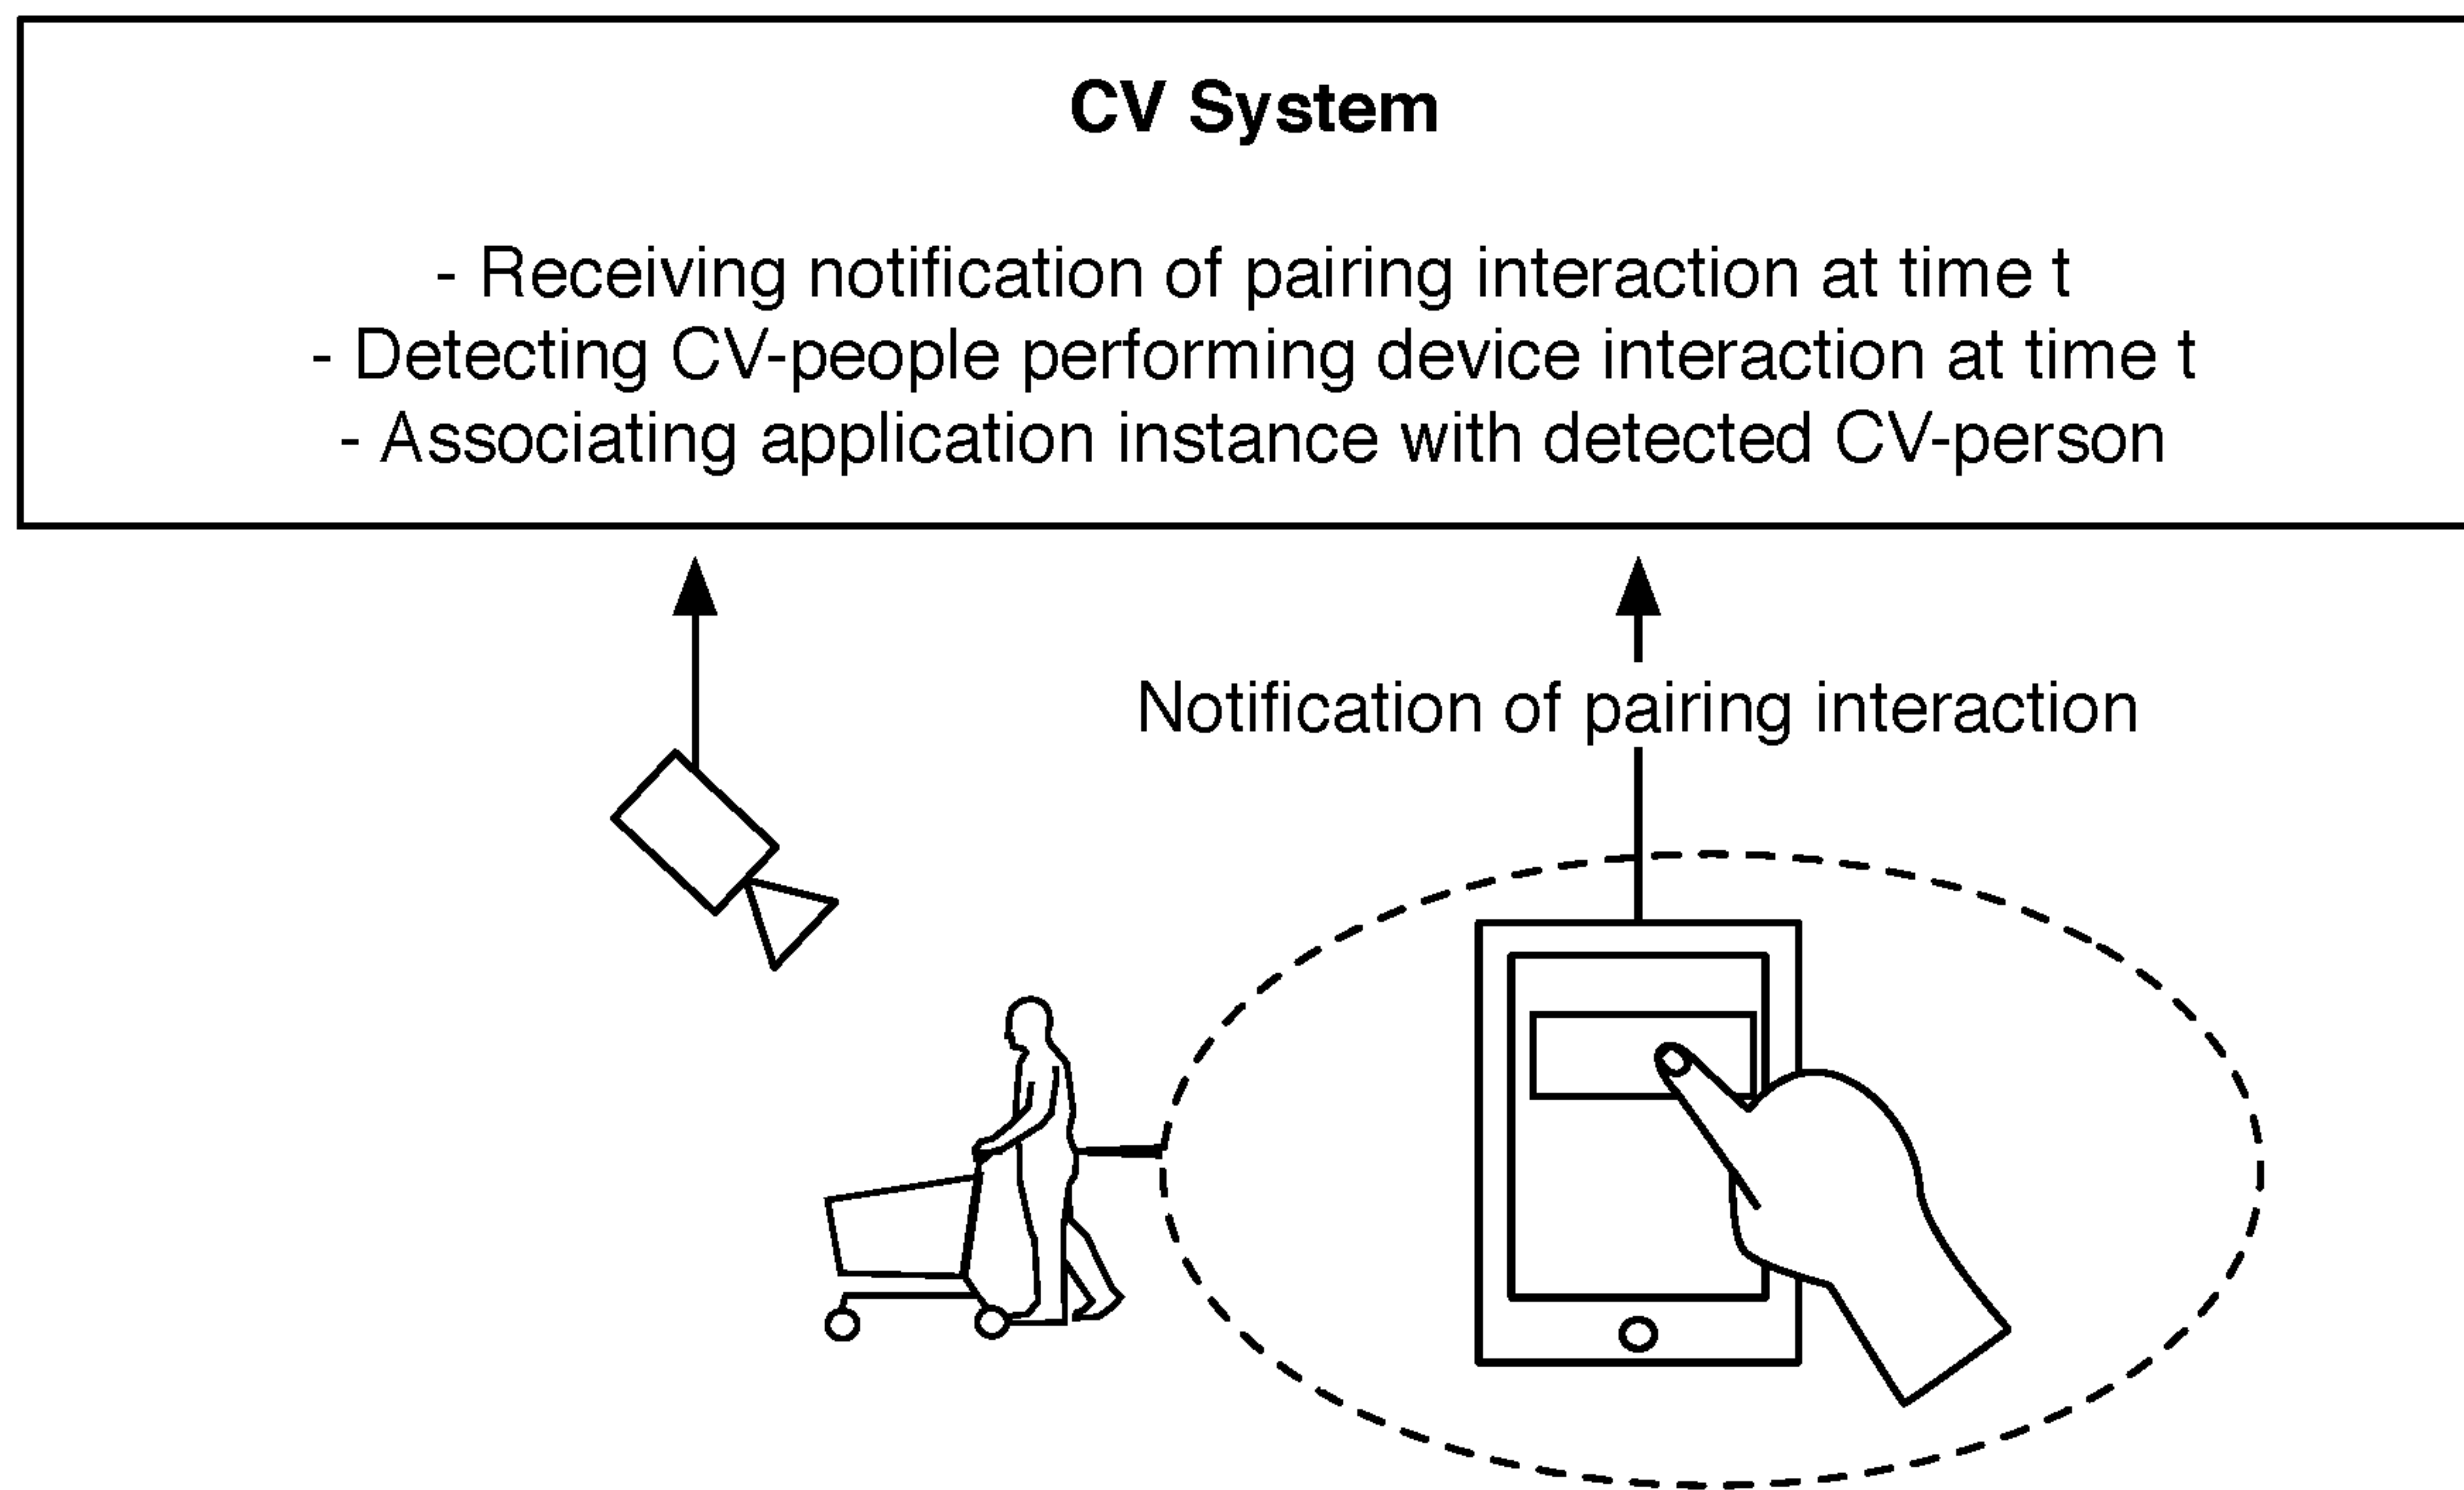 CV System
- Receiving notification of pairing interaction at time t
- Detecting CV-people performing device interaction at time t
- Associating application instance with detected CV-person
Notification of pairing interaction